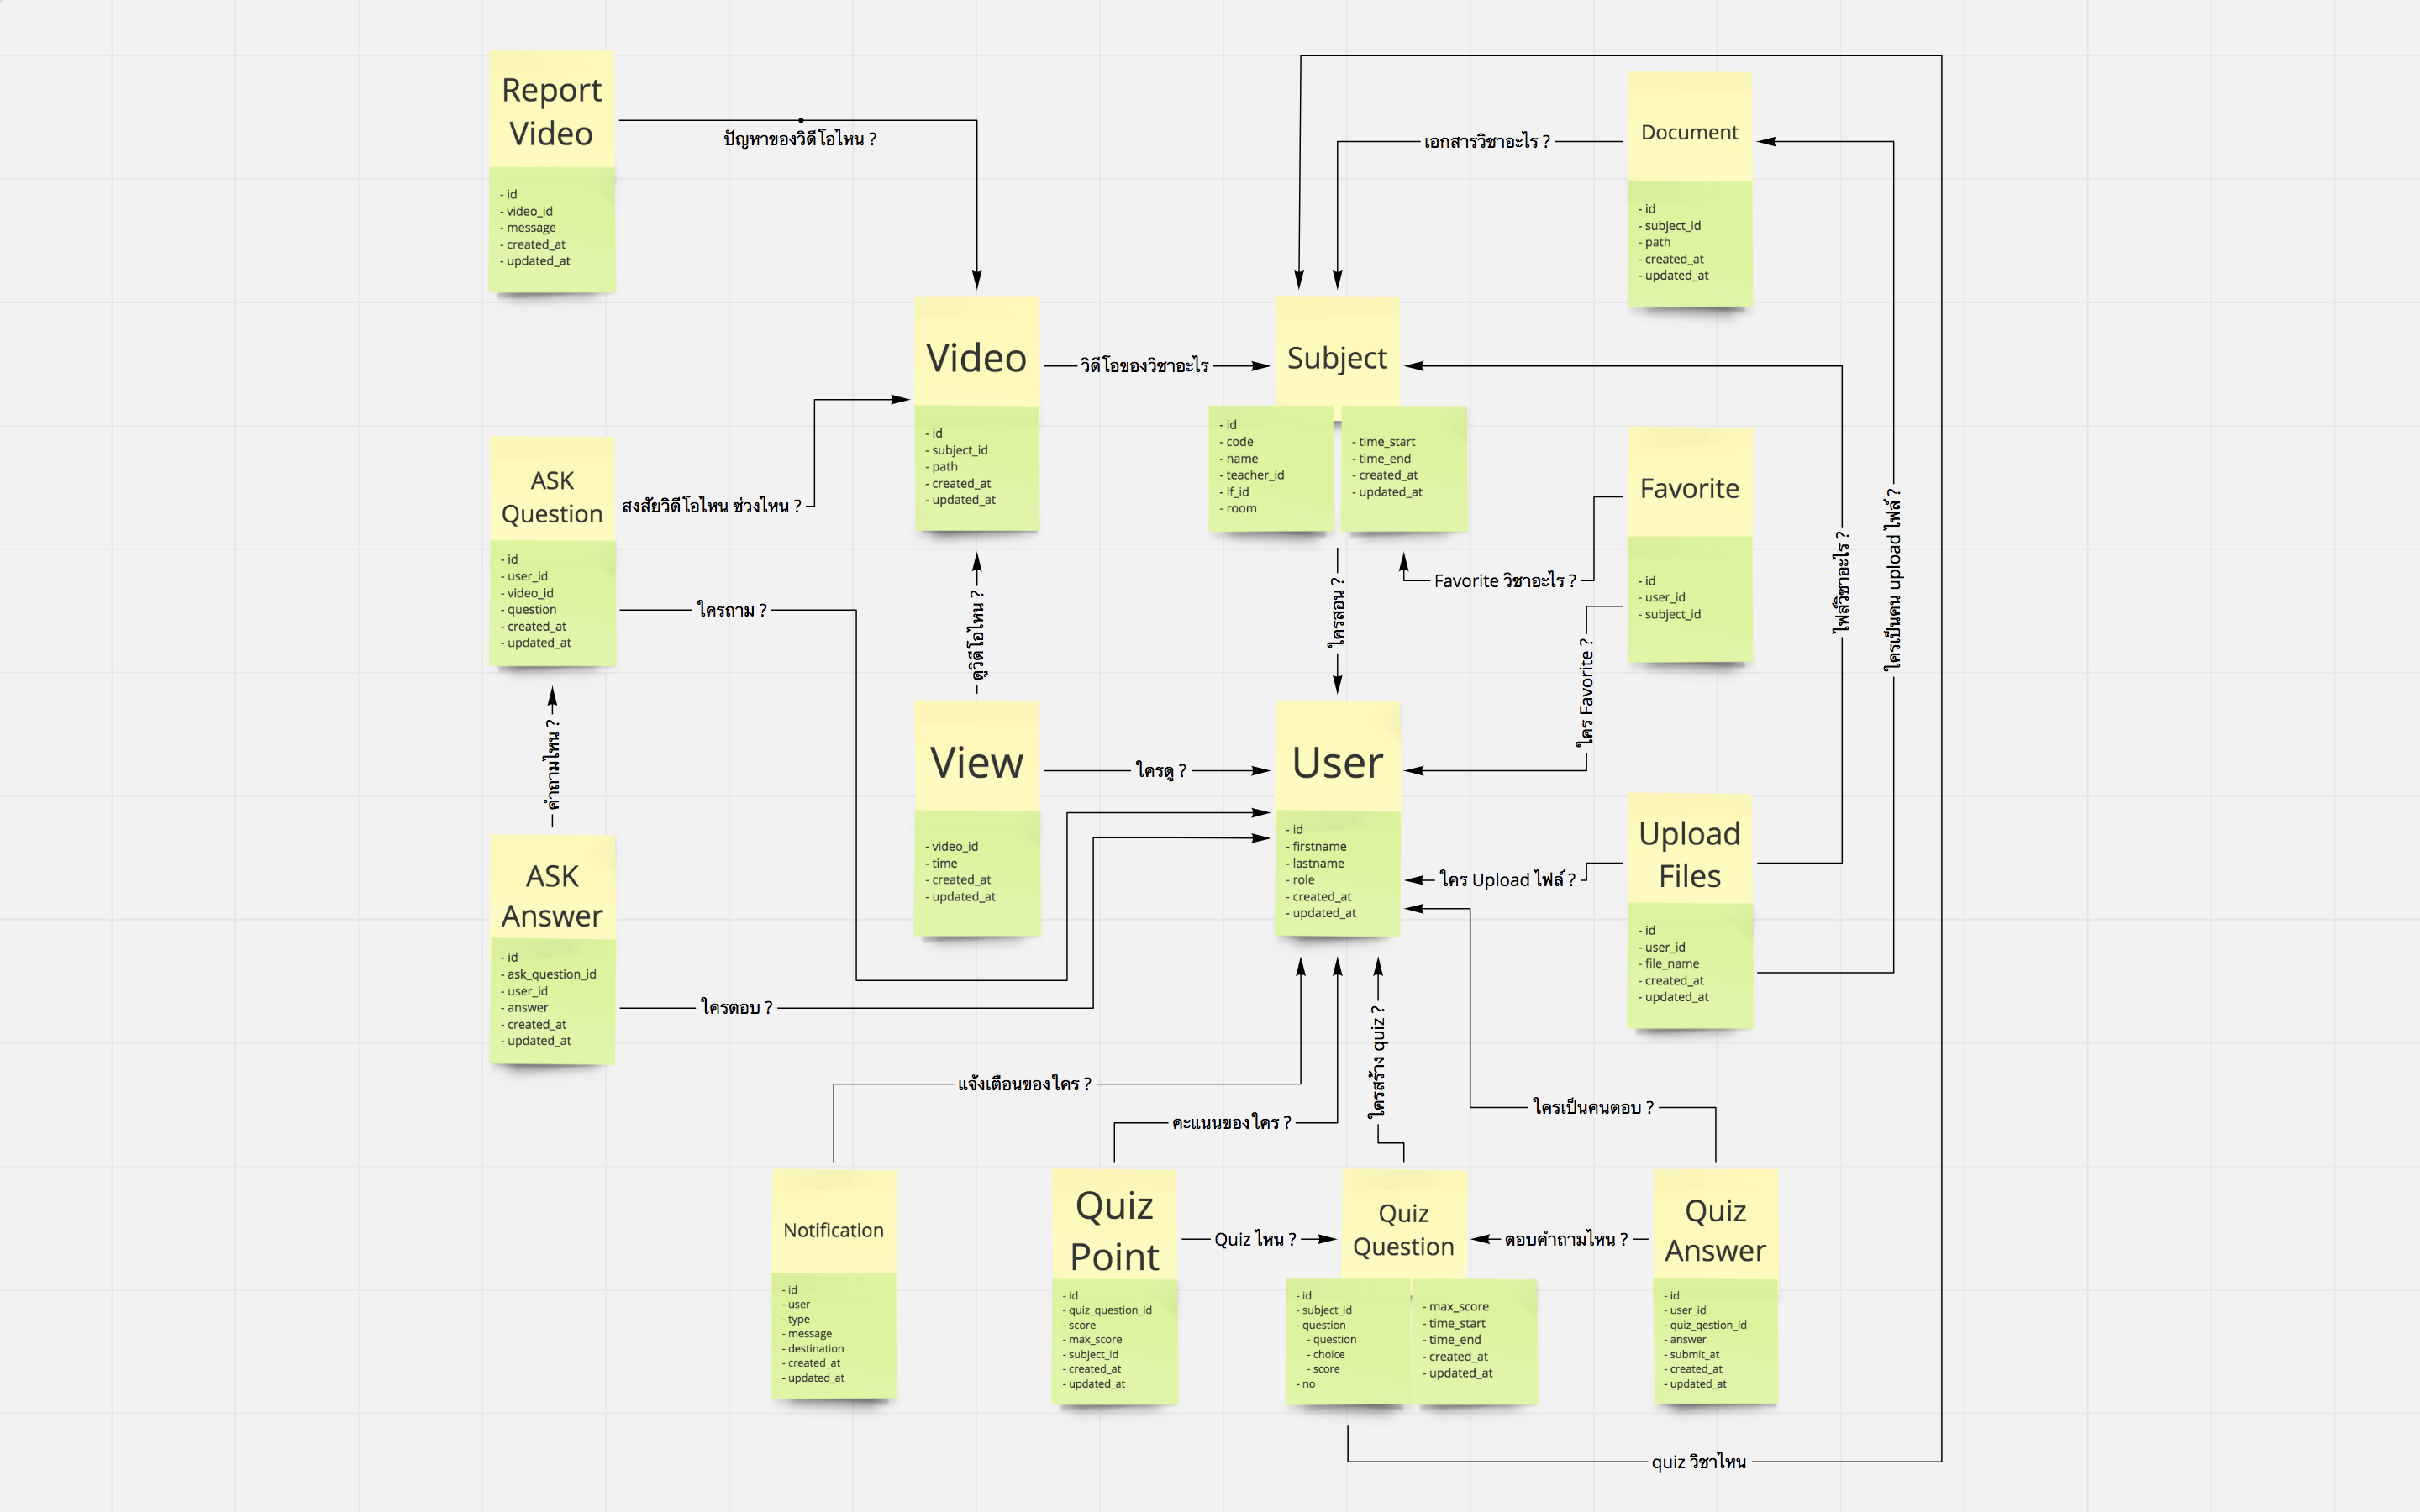 Report
Video
- id
- video_id
- message
- created_at
- updated_at
ปัญหาของวิดีโอไหน ?
Document
- id
- subject_id
- path
- created_at
- updated_at
เอกสารวิชาอะไร ?
Video
- id
- subject_id
- path
- created_at
- updated_at
วิดีโอของวิชาอะไร
Subject
- id
- code
- name
- teacher_id
- lf_id
- room
- time_start
- time_end
- created_at
- updated_at
ASK
Question
- id
- user_id
- video_id
- question
- created_at
- updated_at
สงสัยวิดีโอไหน ช่วงไหน ?
ใครถาม ?
Favorite
- id
- user_id
- subject_id
Favorite วิชาอะไร ?
ใคร Favorite ?
ไฟล์วิชาอะไร ?
ใครเป็นคน upload ไฟล์ ?
ดูวิดีโอไหน ?
ใครสอน ?
คำถามไหน ?
View
- video_id
- time
- created_at
- updated_at
ใครดู ?
User
- id
- firstname
- lastname
- role
- created_at
- updated_at
Upload
Files
- id
- user_id
- file_name
- created_at
- updated_at
ใคร Upload ไฟล์ ?
ASK
Answer
- id
- ask_question_id
- user_id
- answer
- created_at
- updated_at
ใครตอบ ?
แจ้งเตือนของใคร ?
คะแนนของใคร ?
ใครสร้าง quiz ?
ใครเป็นคนตอบ ?
Notification
- id
- user
- type
- message
- destination
- created_at
- updated_at
Quiz
Point
- id
- quiz_question_id
- score
- max_score
- subject_id
- created_at
- updated_at
Quiz ไหน ?
Quiz
Question
- id
- subject_id
- question
- question
- choice
- score
- no
- max_score
- time_start
- time_end
- created_at
- updated_at
ตอบคำถามไหน ?
Quiz
Answer
- id
- user_id
- quiz_qestion_id
- answer
- submit_at
- created_at
- updated_at
quiz วิชาไหน